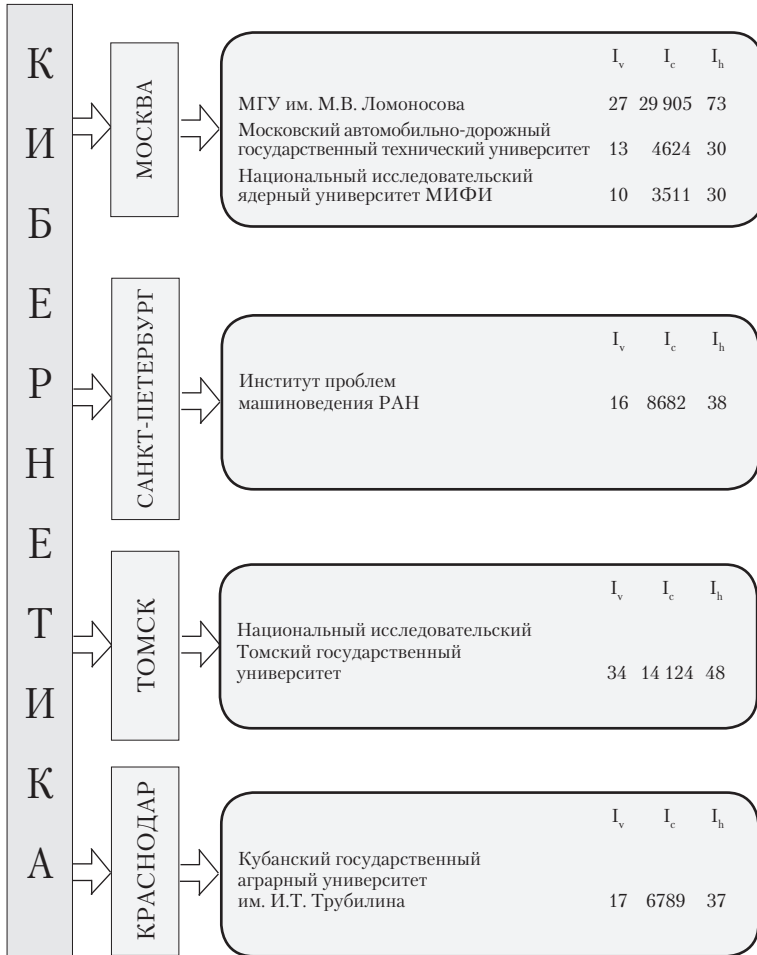 КИБЕРНЕТИКА
МОСКВА
I_v I_c I_h
МГУ им. М.В. Ломоносова 27 29 905 73
Московский автомобильно-дорожный
государственный технический университет 13 4624 30
Национальный исследовательский
ядерный университет МИФИ 10 3511 30
САНКТ-ПЕТЕРБУРГ
I_v I_c I_h
Институт проблем
машиноведения РАН 16 8682 38
ТОМСК
I_v I_c I_h
Национальный исследовательский
Томский государственный
университет 34 14 124 48
КРАСНОДАР
I_v I_c I_h
Кубанский государственный
аграрный университет
им. И.Т. Трубилина 17 6789 37